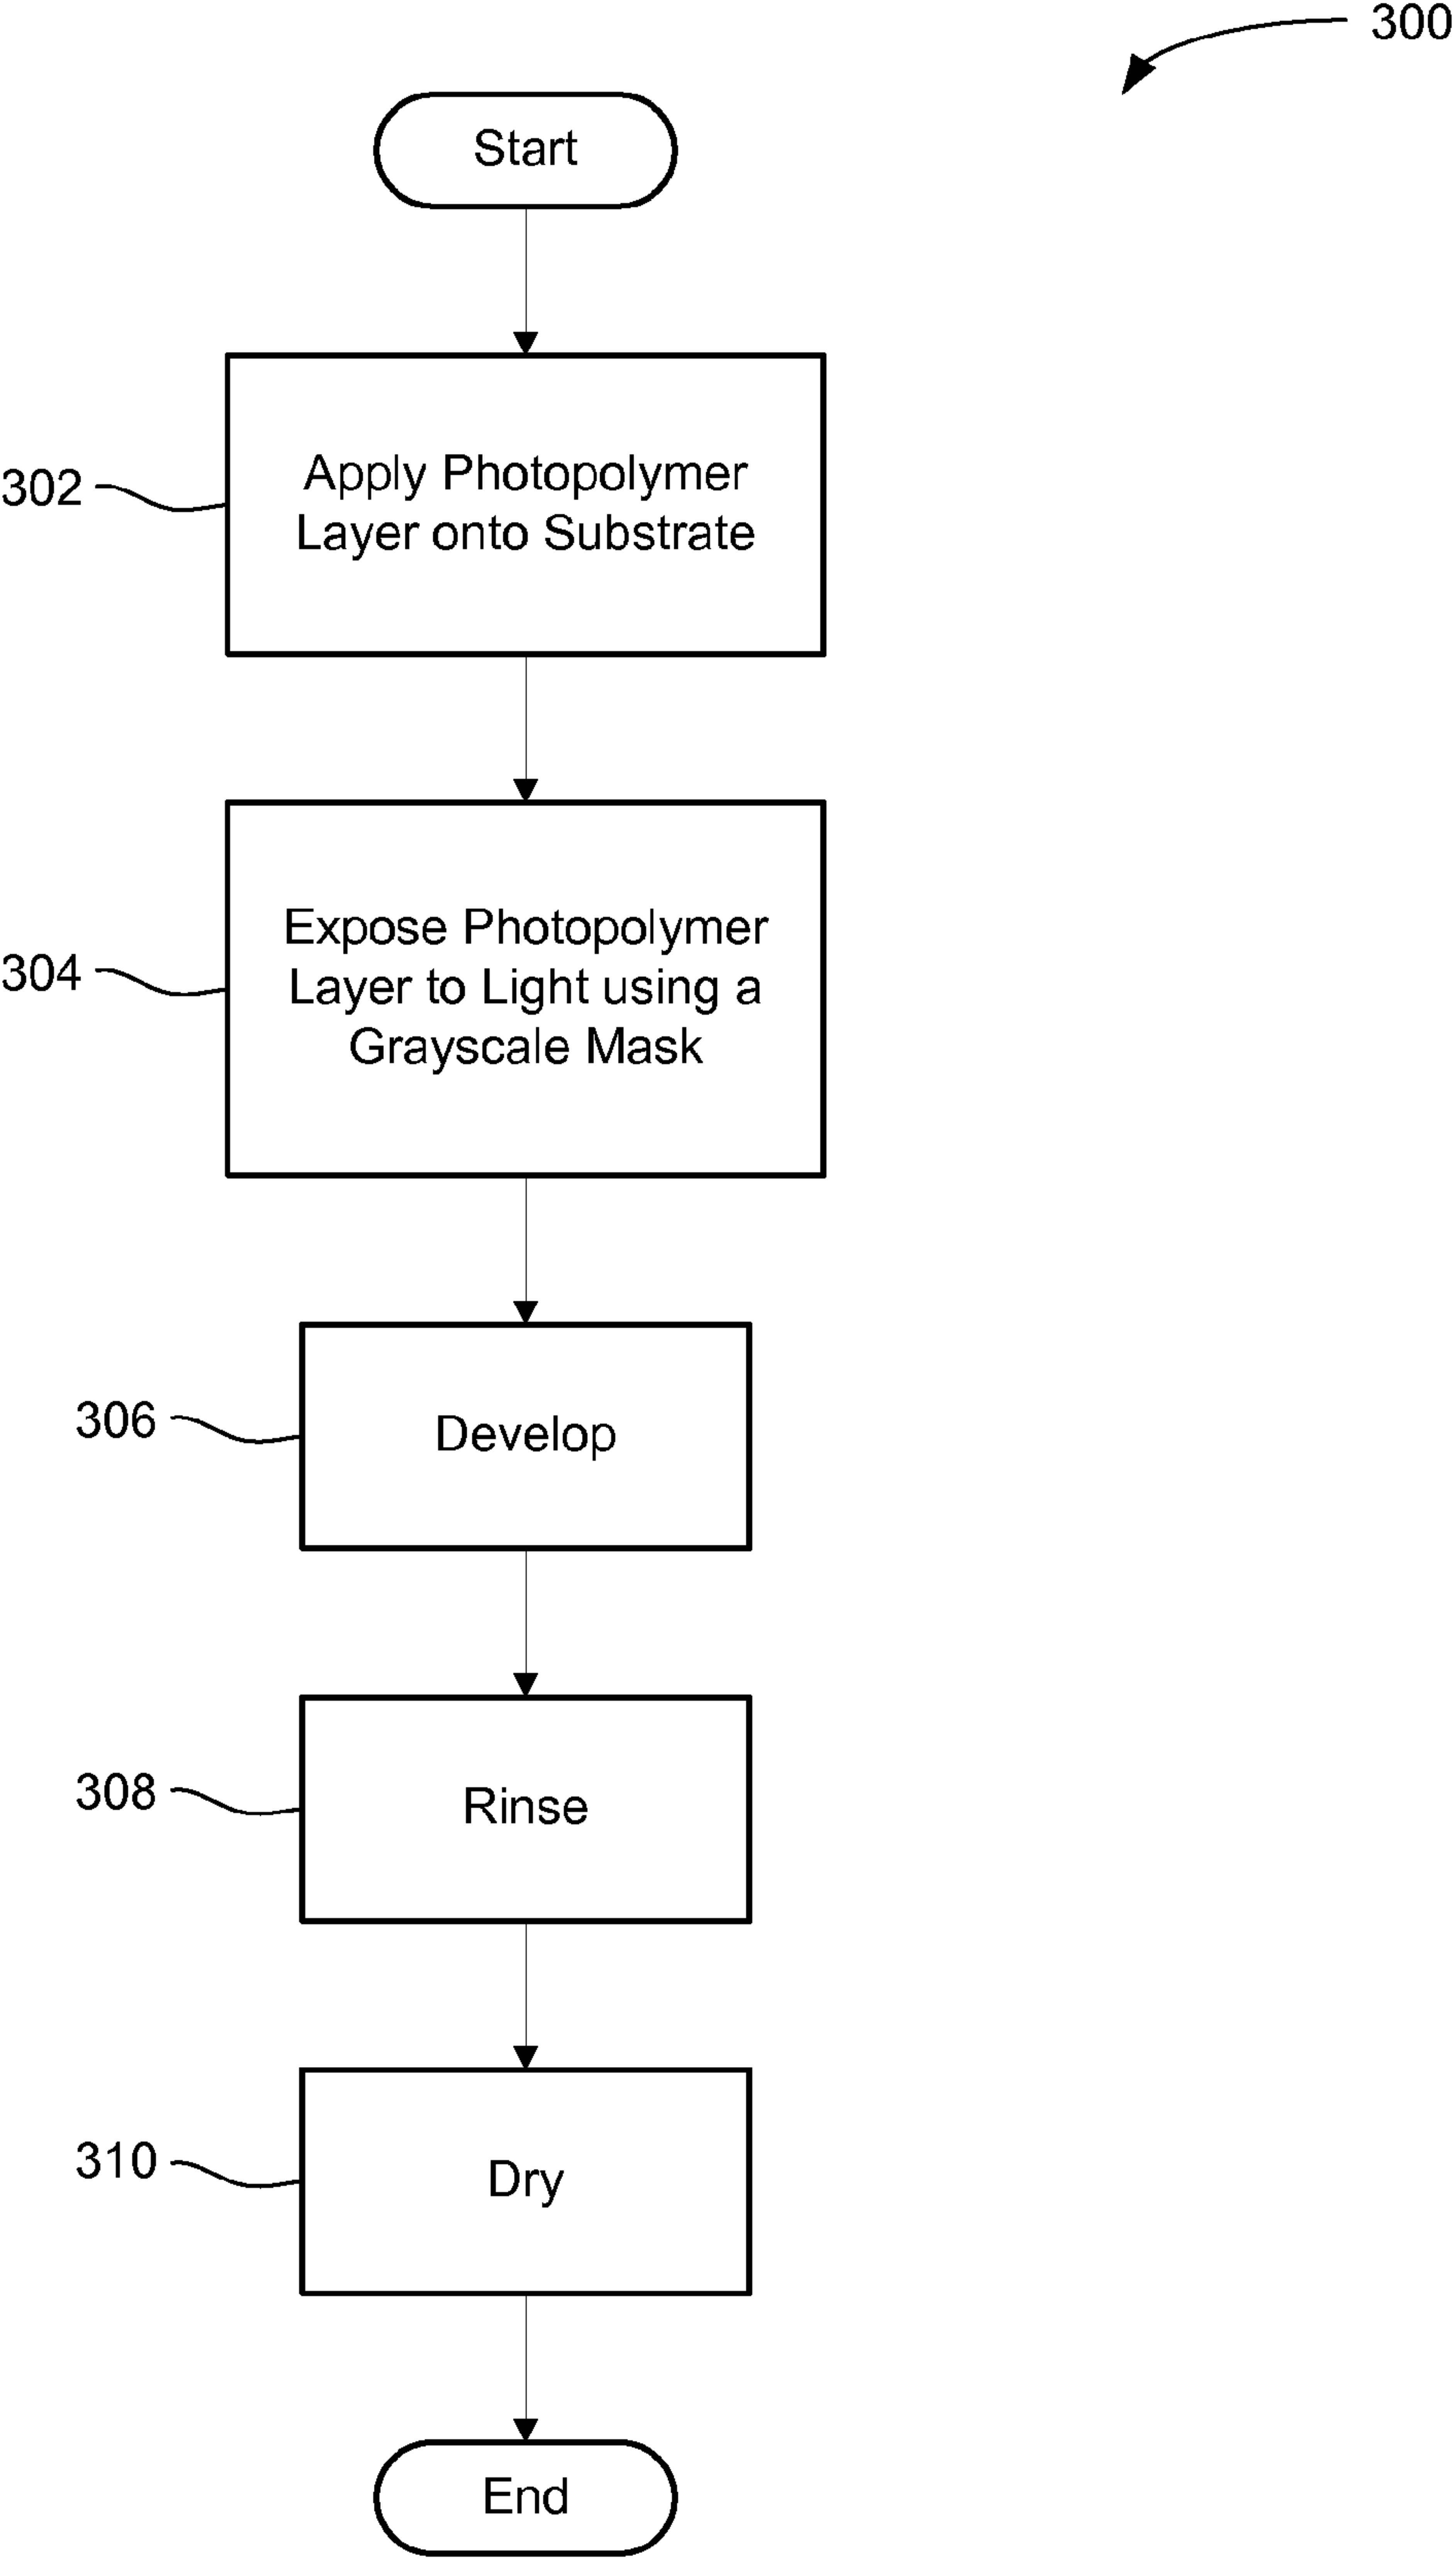 300
Start
302
Apply Photopolymer
Layer onto Substrate
304
Expose Photopolymer
Layer to Light using a
Grayscale Mask
306
Develop
308
Rinse
310
Dry
End